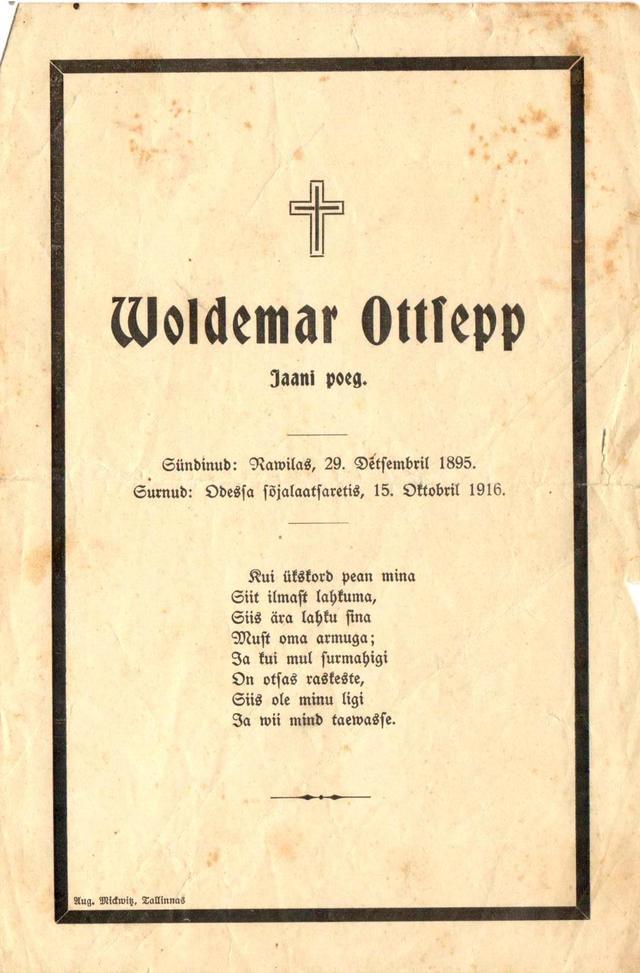 Woldemar Ottsepp
Jaani poeg.
Sündinud: Rawilas, 29. Detsembril 1895.
Surnud: Odessa sõjalaatsaretis, 15. Oktobril 1916.
Kui ükskord pean mina
Siit ilmast lahkuma,
Siis ära lahku sina
Must oma armuga;
Ja kui mul surmahigi
On otsas raskeste,
Siis ole minu ligi
Ja wii mind taewasse.
Aug. Mickwitz, Tallinnas